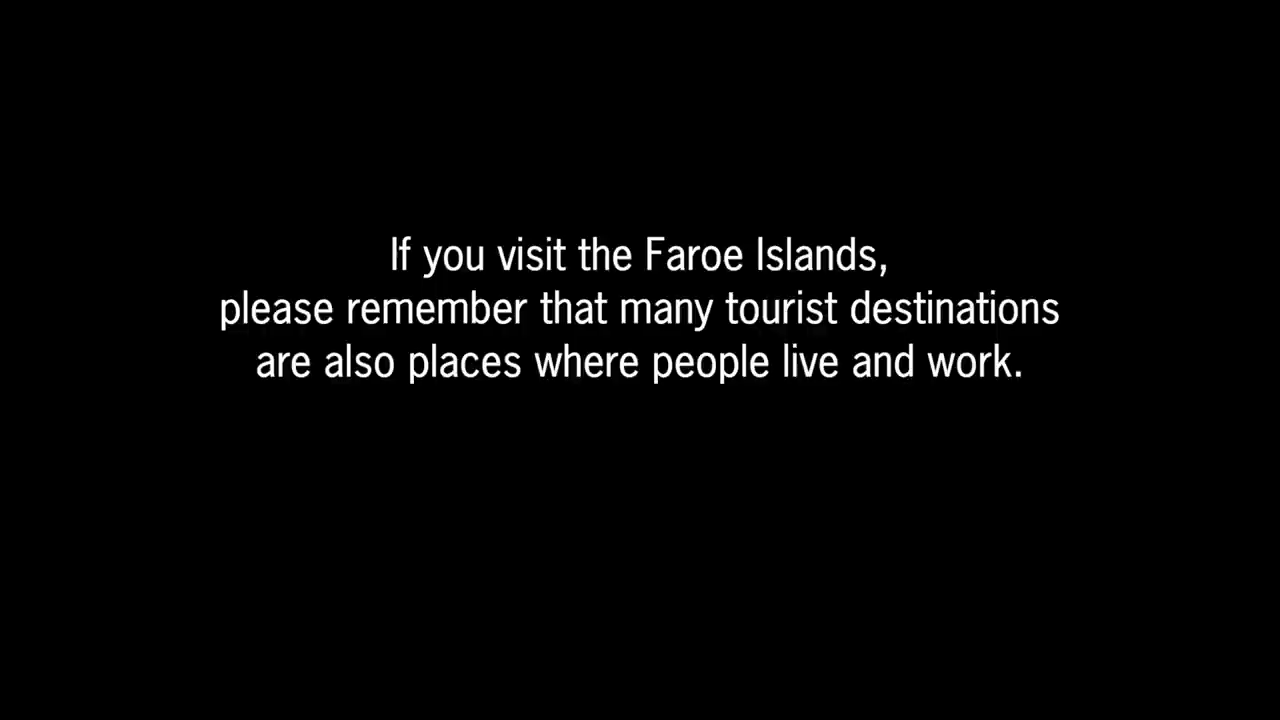 If you visit the Faroe Islands,
please remember that many tourist destinations
are also places where people live and work.